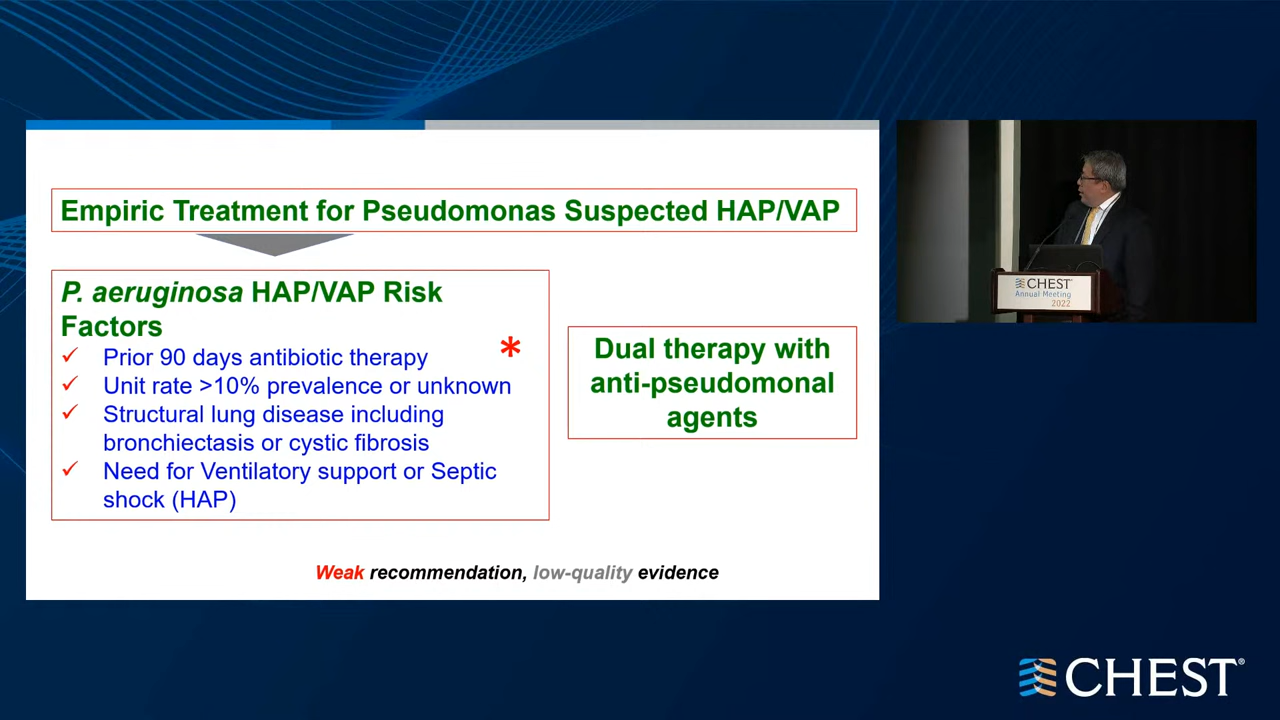 Empiric Treatment for Pseudomonas Suspected HAP/VAP
P. aeruginosa HAP/VAP Risk
Factors
✓ Prior 90 days antibiotic therapy *
✓ Unit rate >10% prevalence or unknown
✓ Structural lung disease including
bronchiectasis or cystic fibrosis
✓ Need for Ventilatory support or Septic
shock (HAP)
Dual therapy with
anti-pseudomonal
agents
Weak recommendation, low-quality evidence
CHEST
Annual Meeting
2022
CHEST®